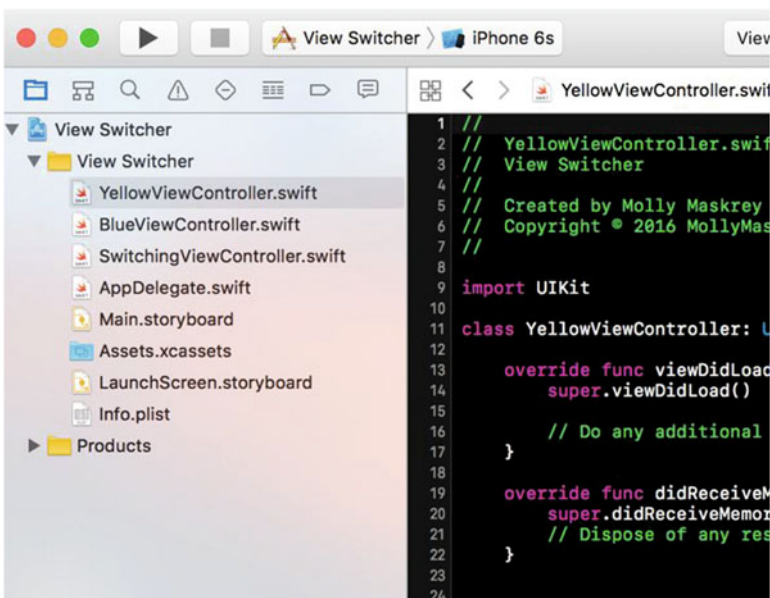 View Switcher
iPhone 6s
View
YellowViewController.swif
View Switcher
View Switcher
YellowViewController.swift
BlueViewController.swift
SwitchingViewController.swift
AppDelegate.swift
Main.storyboard
Assets.xcassets
LaunchScreen.storyboard
Info.plist
Products
1 //
2 // YellowViewController.swif
3 // View Switcher
4 //
5 // Created by Molly Maskrey
6 // Copyright © 2016 MollyMas
7 //
8
9 import UIKit
10
11 class YellowViewController: U
12
13 override func viewDidLoad
14 super.viewDidLoad()
15
16 // Do any additional
17 }
18
19 override func didReceiveM
20 super.didReceiveMemor
21 // Dispose of any res
22 }
23
24